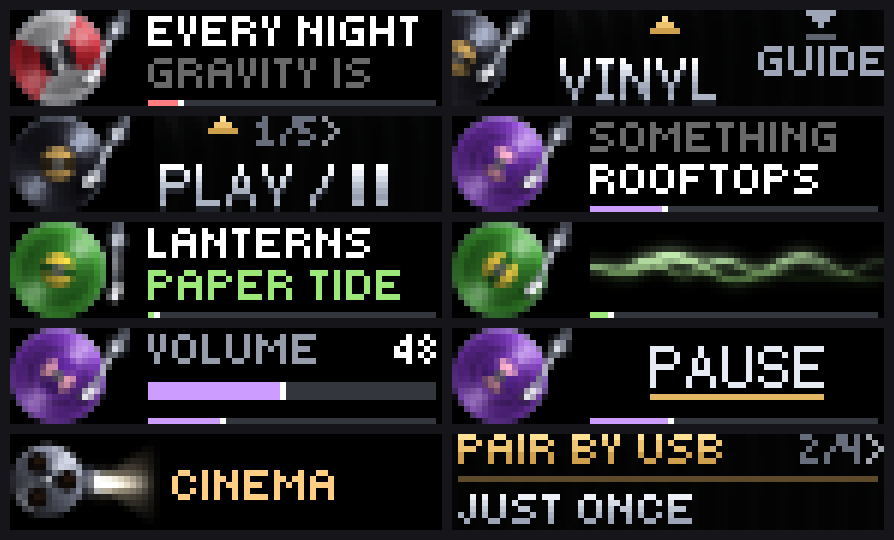 EVERY NIGHT
GRAVITY IS
VINYL
GUIDE
1/5>
PLAY /
SOMETHING
ROOFTOPS
LANTERNS
PAPER TIDE
VOLUME 48
PAUSE
CINEMA
PAIR BY USB 2/4>
JUST ONCE